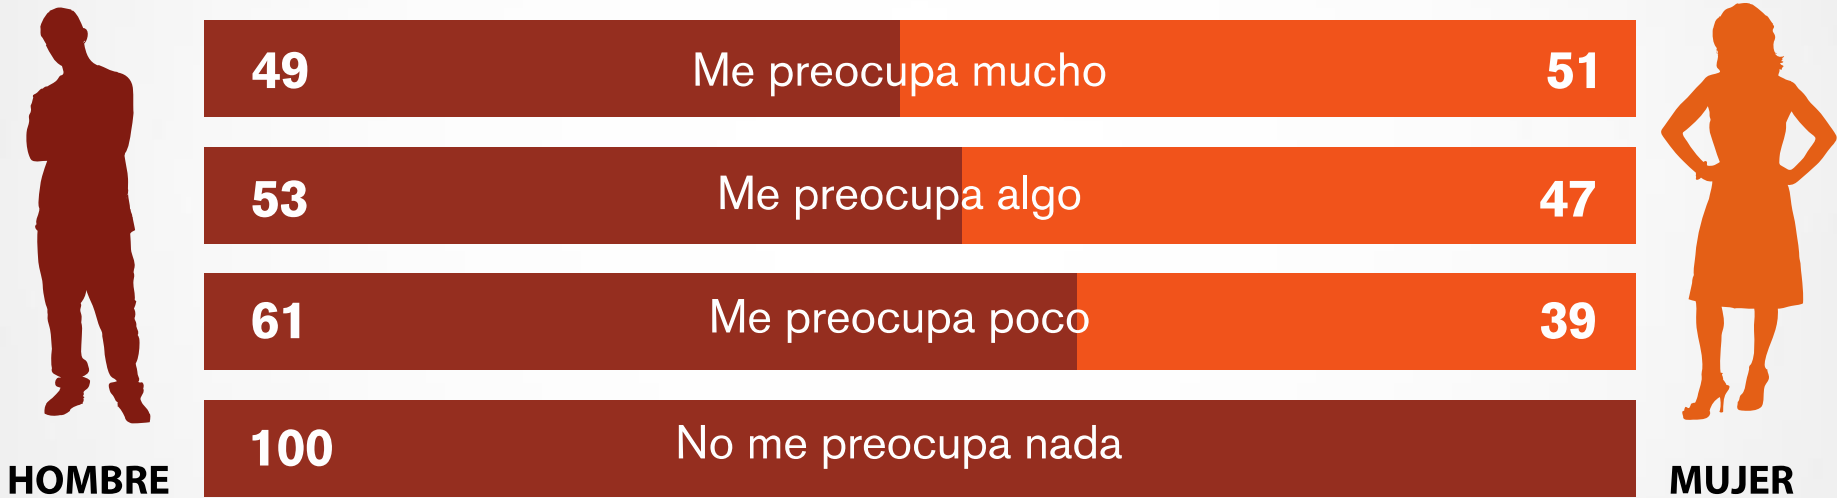 49 Me preocupa mucho 51
53 Me preocupa algo 47
61 Me preocupa poco 39
100 No me preocupa nada
HOMBRE MUJER